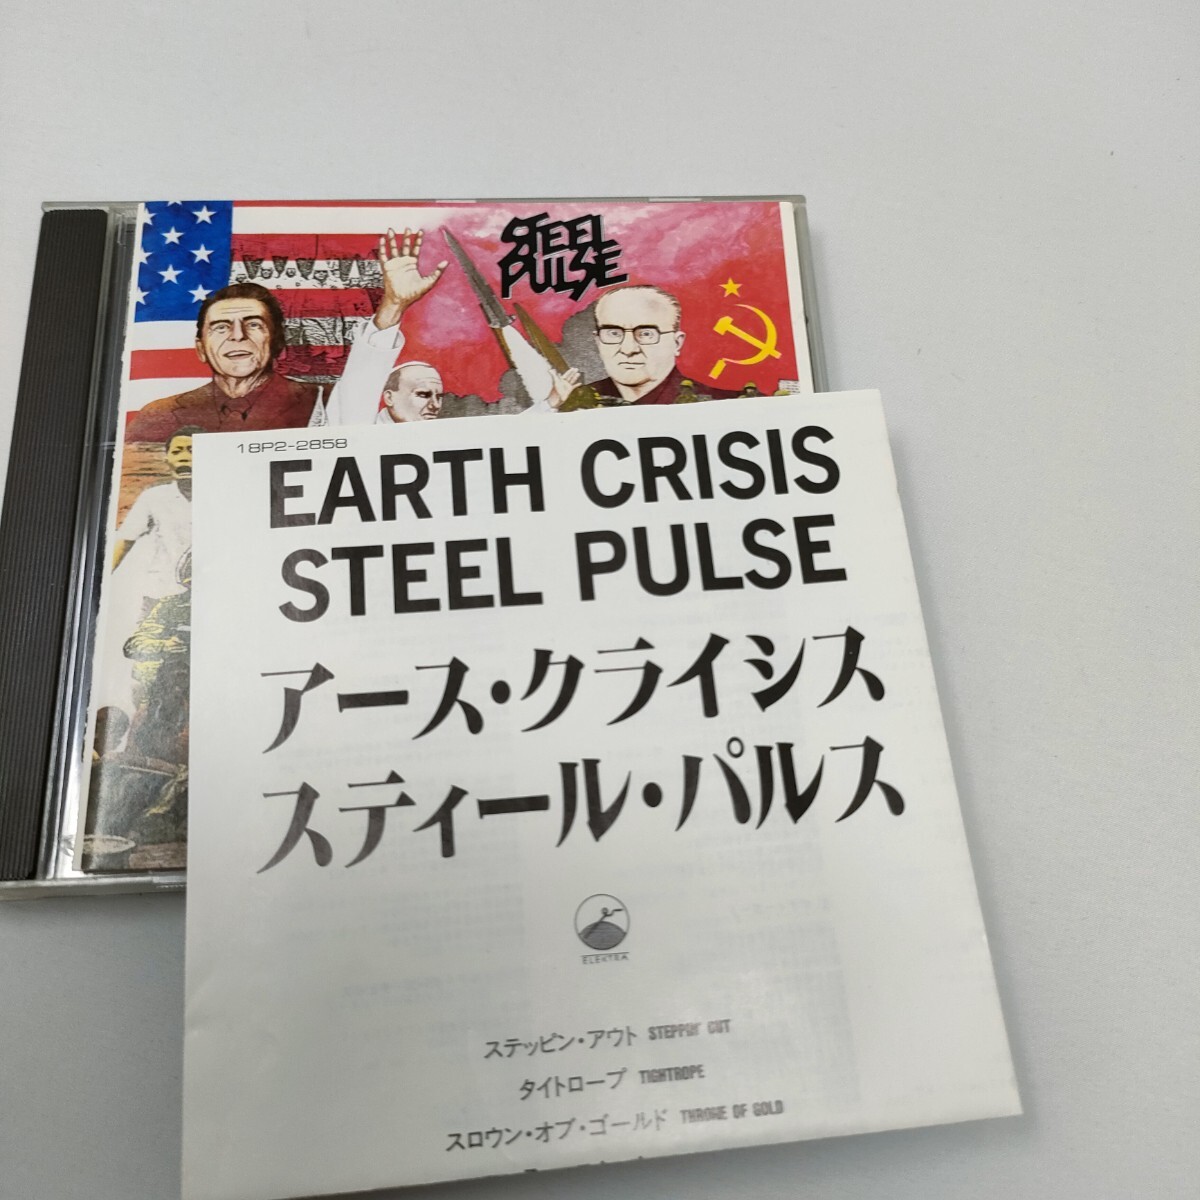 STEEL
PULSE
18P2-2858
EARTH CRISIS
STEEL PULSE
アース・クライシス
スティール・パルス
ELEKTRA
ステッピン・アウト STEPPIN' OUT
タイトロープ TIGHTROPE
スロウン・オブ・ゴールド THRONE OF GOLD